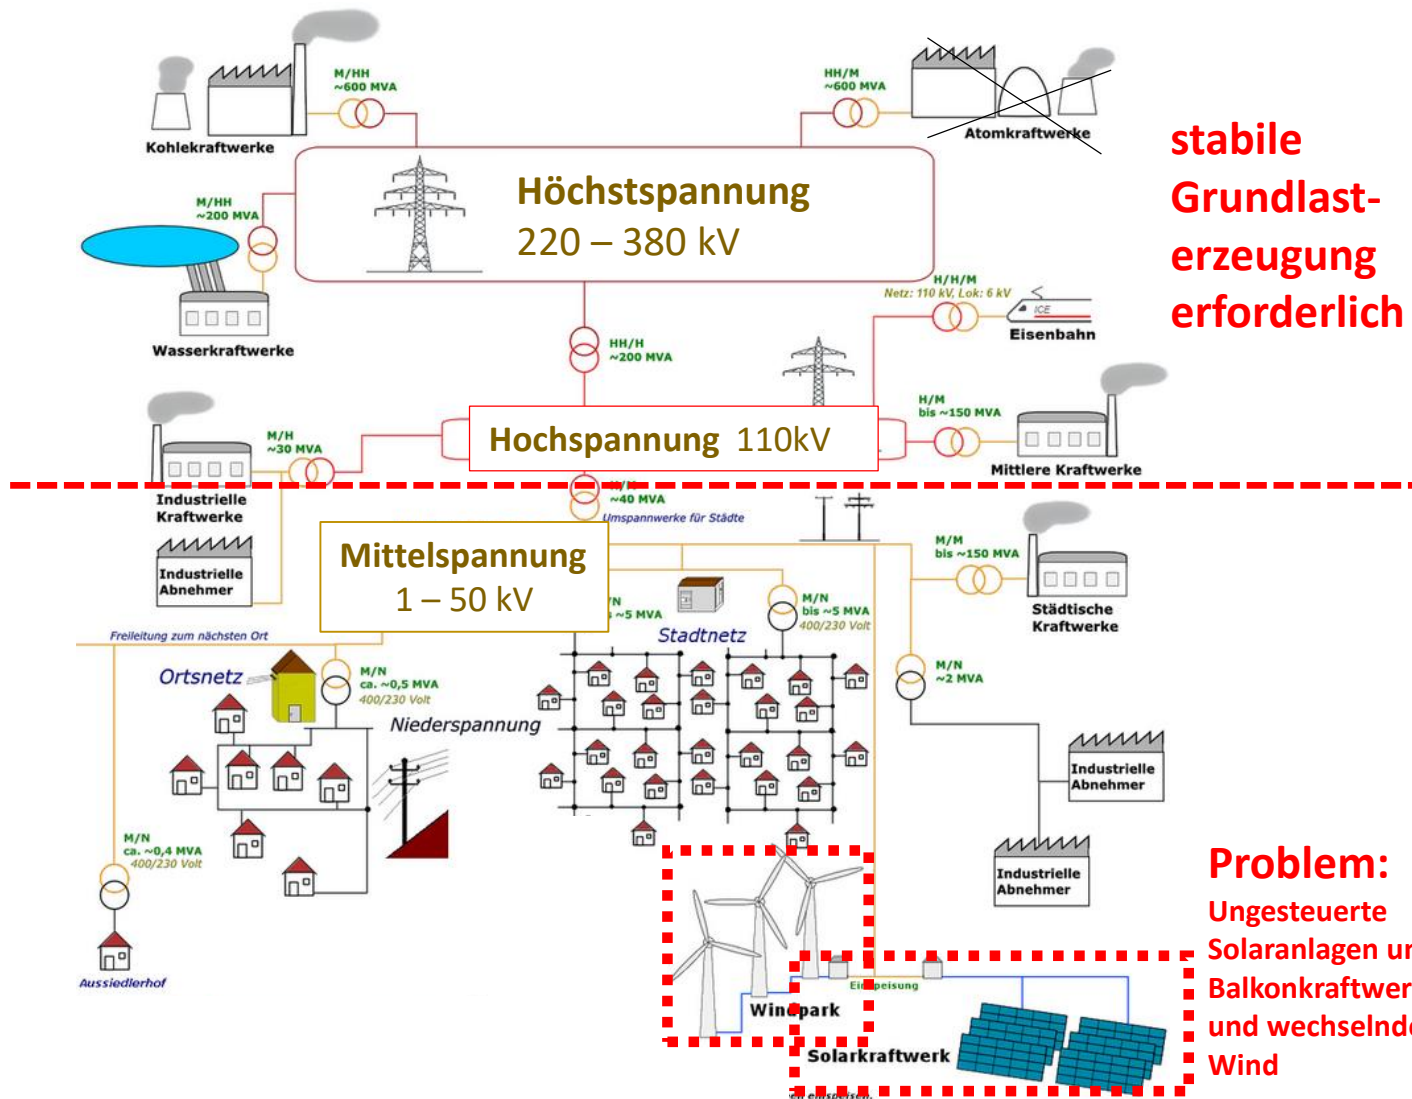 M/HH
~600 MVA
Kohlekraftwerke
HH/M
~600 MVA
Atomkraftwerke
stabile
Grundlast-
erzeugung
erforderlich
Höchstspannung
220 – 380 kV
M/HH
~200 MVA
Wasserkraftwerke
H/H/M
Netz: 110 kV, Lok: 6 kV
ICE
Eisenbahn
HH/H
~200 MVA
Hochspannung 110kV
H/M
bis ~150 MVA
Mittlere Kraftwerke
M/H
~30 MVA
Industrielle
Kraftwerke
~40 MVA
Umspannwerke für Städte
Industrielle
Abnehmer
Mittelspannung
1 – 50 kV
M/M
bis ~150 MVA
Städtische
Kraftwerke
~5 MVA
M/N
bis ~5 MVA
400/230 Volt
Stadtnetz
Freileitung zum nächsten Ort
Ortsnetz
M/N
ca. ~0,5 MVA
400/230 Volt
Niederspannung
M/N
~2 MVA
Industrielle
Abnehmer
Industrielle
Abnehmer
M/N
ca. ~0,4 MVA
400/230 Volt
Aussiedlerhof
Windpark
Einspeisung
Solarkraftwerk
einspeisen.
Problem:
Ungesteuerte
Solaranlagen
Balkonkraftwer
und wechselnde
Wind